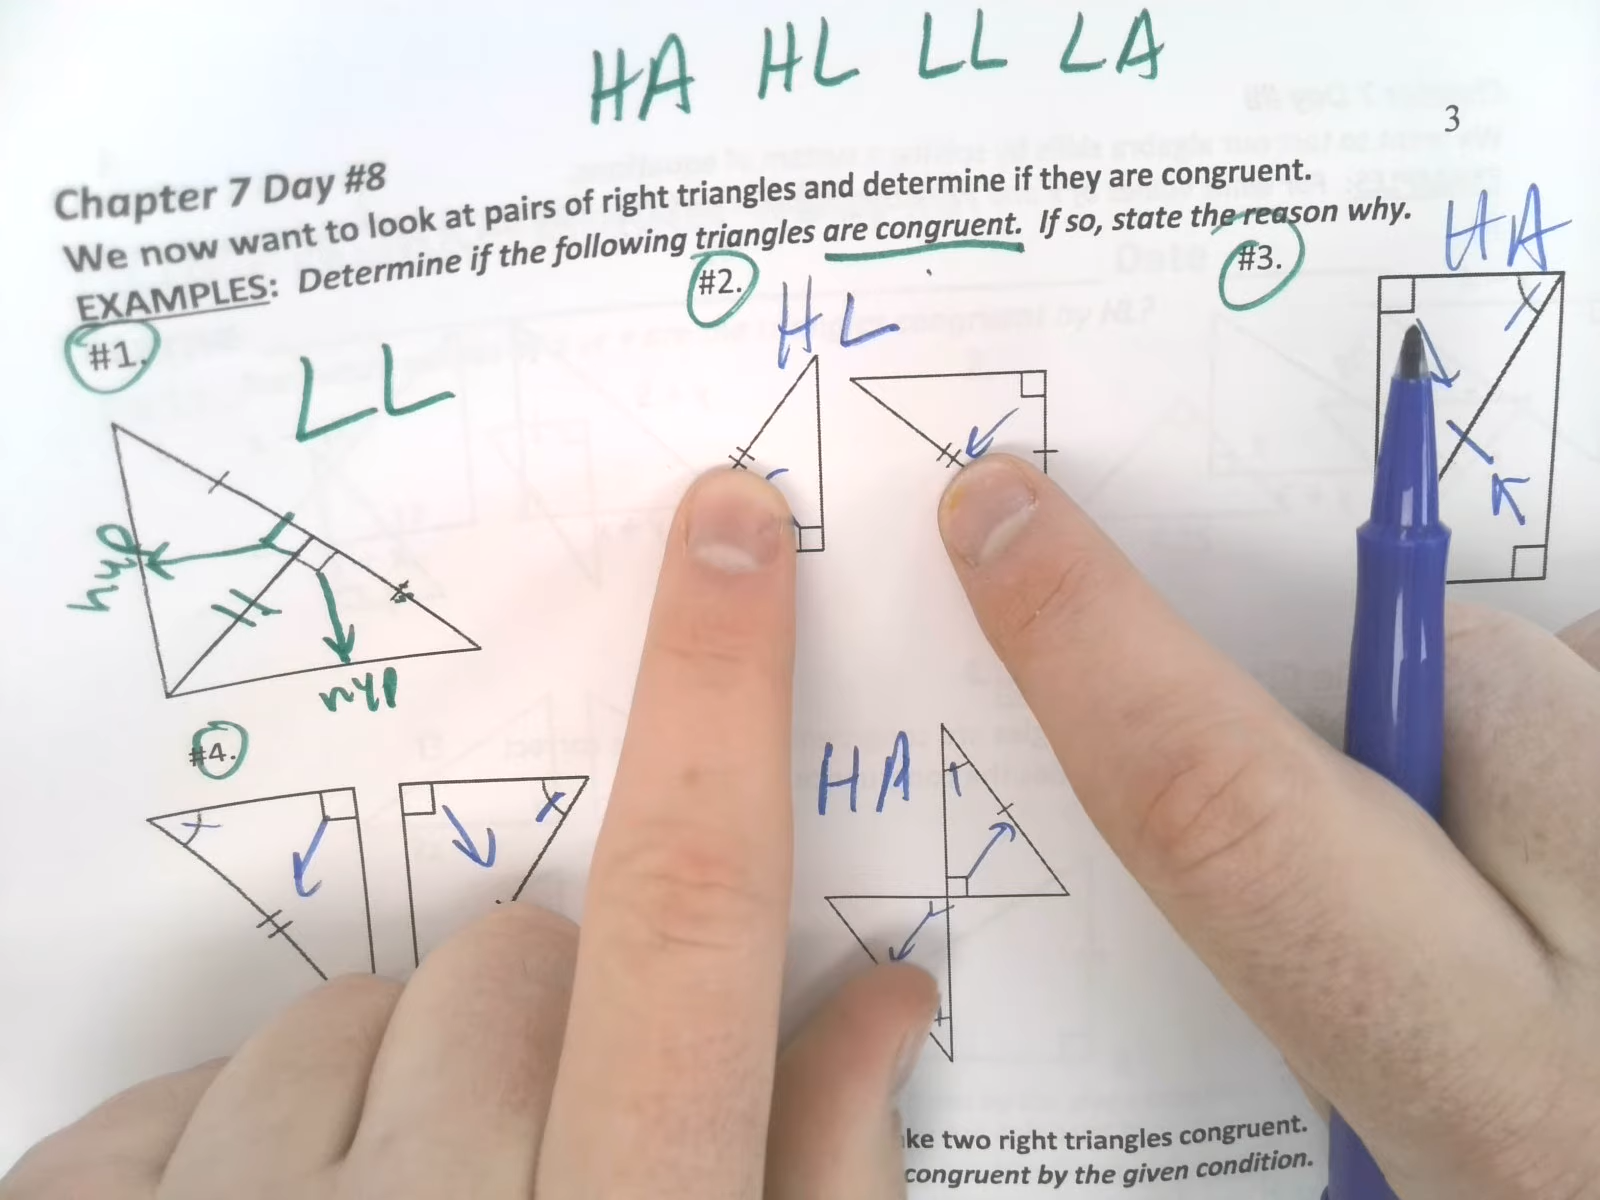 HA HL LL LA
3
Chapter 7 Day #8
We now want to look at pairs of right triangles and determine if they are congruent.
EXAMPLES: Determine if the following triangles are congruent. If so, state the reason why.
#1. LL
#2. HL
#3. HA
hyp
hyp
#4.
HA
two right triangles congruent.
congruent by the given condition.